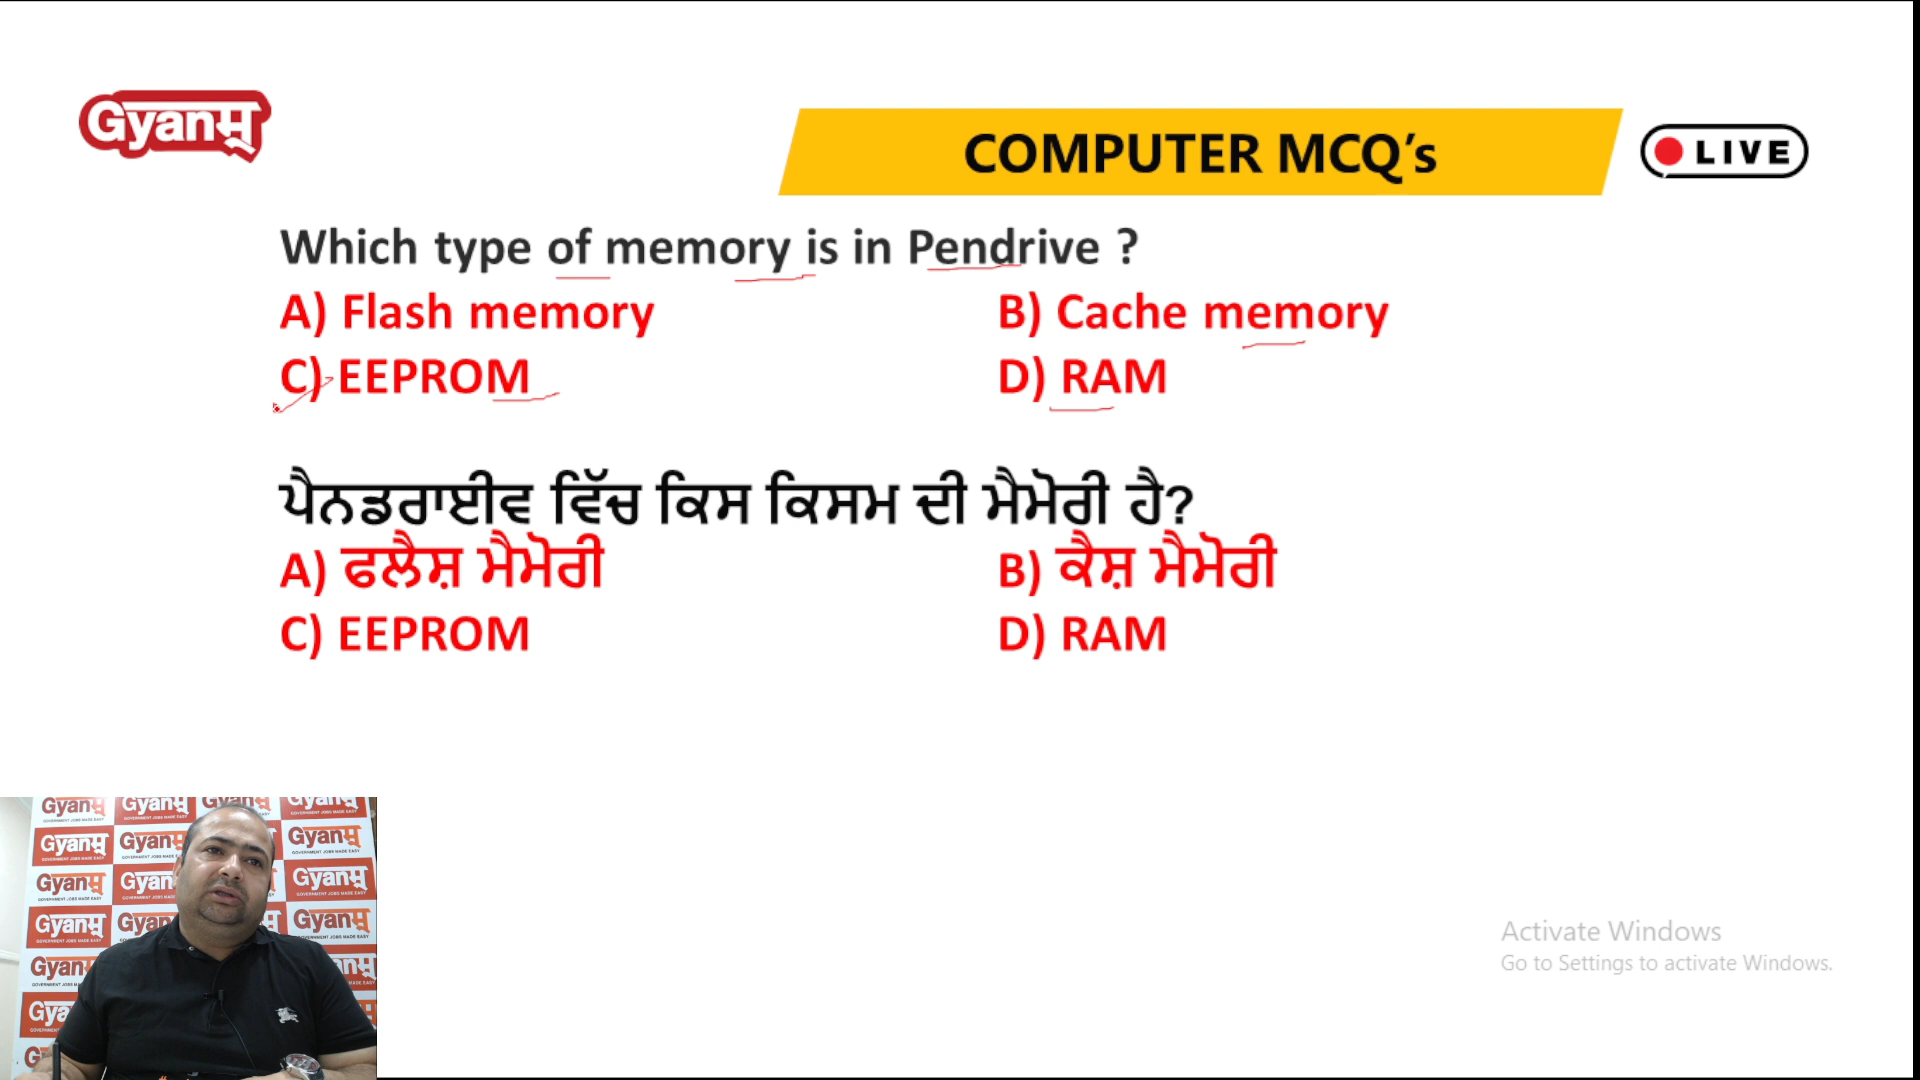 Gyanਸ੍ਰ
COMPUTER MCQ's
LIVE
Which type of memory is in Pendrive ?
A) Flash memory B) Cache memory
C) EEPROM D) RAM
ਪੈਨਡਰਾਈਵ ਵਿੱਚ ਕਿਸ ਕਿਸਮ ਦੀ ਮੈਮੋਰੀ ਹੈ?
A) ਫਲੈਸ਼ ਮੈਮੋਰੀ B) ਕੈਸ਼ ਮੈਮੋਰੀ
C) EEPROM D) RAM
Activate Windows
Go to Settings to activate Windows.